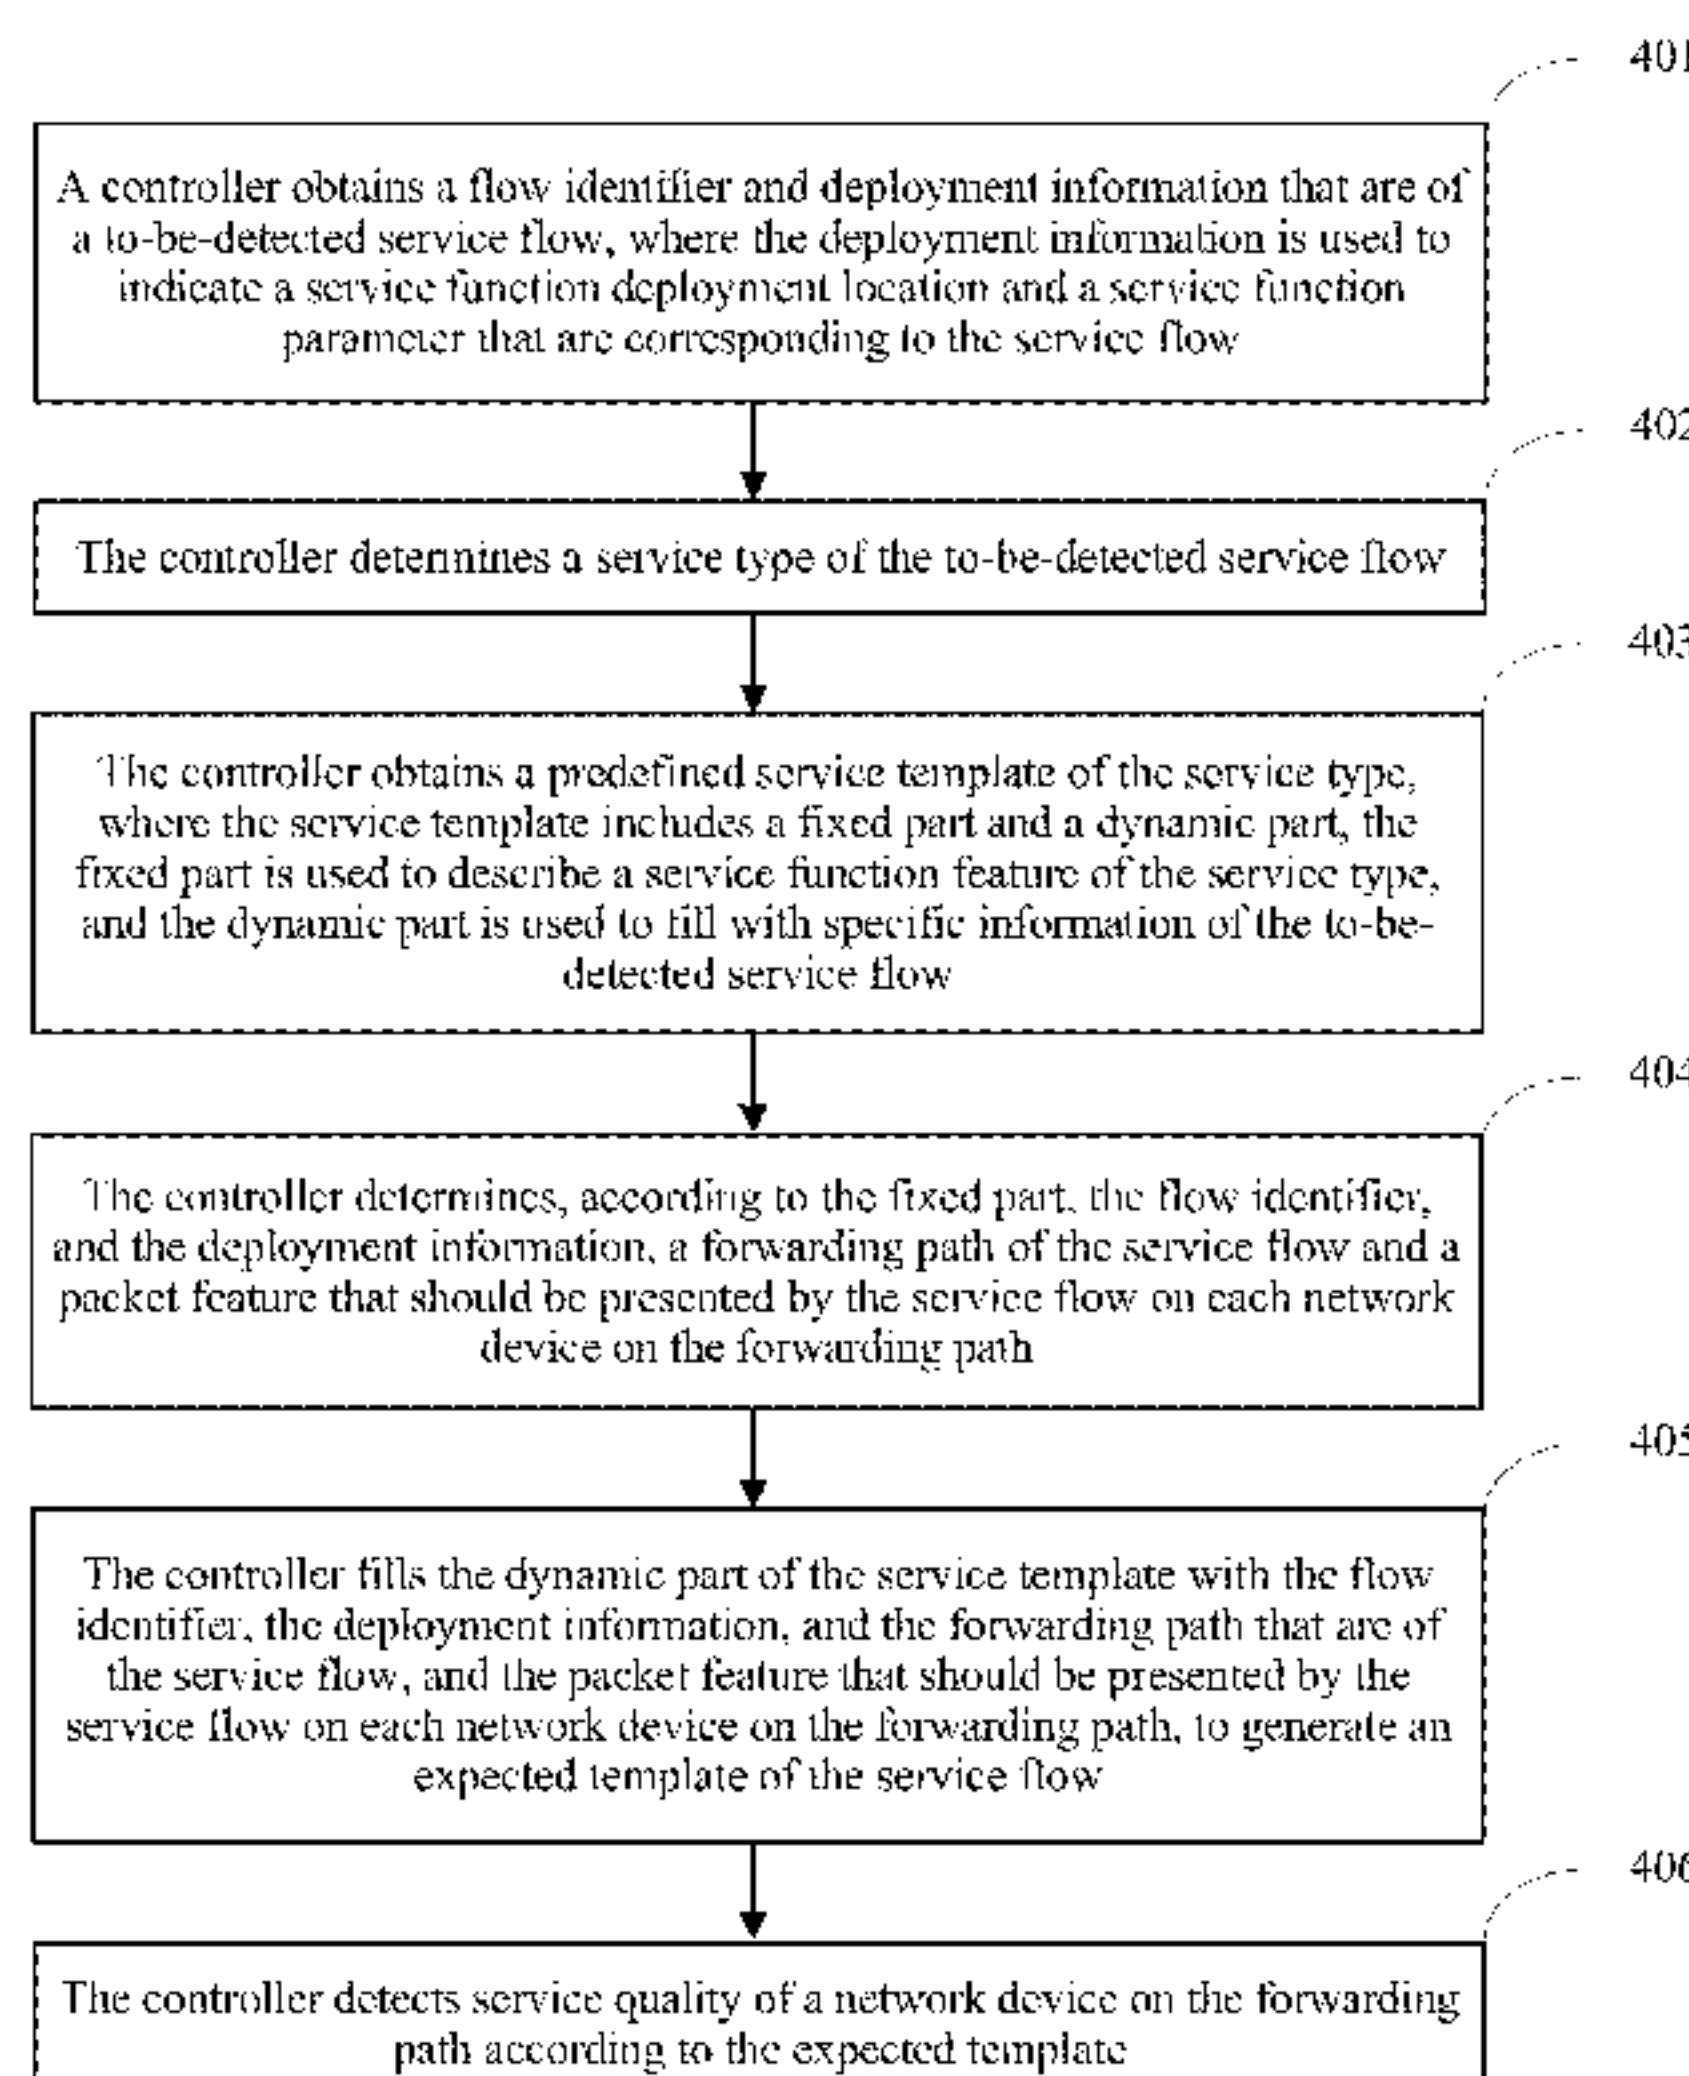 401
A controller obtains a flow identifier and deployment information that are of
a to-be-detected service flow, where the deployment information is used to
indicate a service function deployment location and a service function
parameter that are corresponding to the service flow
402
The controller determines a service type of the to-be-detected service flow
403
The controller obtains a predefined service template of the service type,
where the service template includes a fixed part and a dynamic part, the
fixed part is used to describe a service function feature of the service type,
and the dynamic part is used to fill with specific information of the to-be-
detected service flow
404
The controller determines, according to the fixed part, the flow identifier,
and the deployment information, a forwarding path of the service flow and a
packet feature that should be presented by the service flow on each network
device on the forwarding path
405
The controller fills the dynamic part of the service template with the flow
identifier, the deployment information, and the forwarding path that are of
the service flow, and the packet feature that should be presented by the
service flow on each network device on the forwarding path, to generate an
expected template of the service flow
406
The controller detects service quality of a network device on the forwarding
path according to the expected template